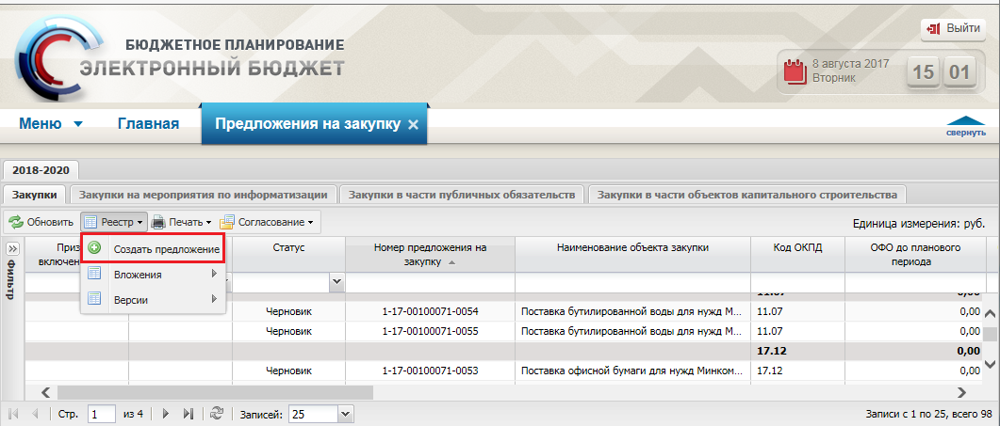 БЮДЖЕТНОЕ ПЛАНИРОВАНИЕ
ЭЛЕКТРОННЫЙ БЮДЖЕТ
Выйти
8 августа 2017
Вторник
15 01
Меню Главная Предложения на закупку
свернуть
2018-2020
Закупки Закупки на мероприятия по информатизации Закупки в части публичных обязательств Закупки в части объектов капитального строительства
Обновить Реестр Печать Согласование Единица измерения: руб.
Создать предложение
Вложения
Версии
Фильтр
Приз
включен
Статус
Номер предложения на
закупку
Наименование объекта закупки
Код ОКПД
ОФО до планового
периода
11.07 0,00
Черновик 1-17-00100071-0054 Поставка бутилированной воды для нужд М... 11.07 0,00
Черновик 1-17-00100071-0055 Поставка бутилированной воды для нужд М... 11.07 0,00
17.12 0,00
Черновик 1-17-00100071-0053 Поставка офисной бумаги для нужд Минком... 17.12 0,00
Стр. 1 из 4 Записей: 25 Записи с 1 по 25, всего 98